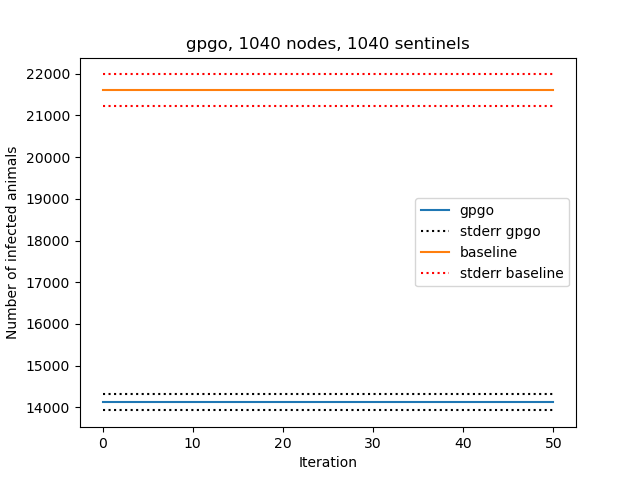 gpgo, 1040 nodes, 1040 sentinels
Number of infected animals
22000
21000
20000
19000
18000
17000
16000
15000
14000
gpgo
stderr gpgo
baseline
stderr baseline
0 10 20 30 40 50
Iteration